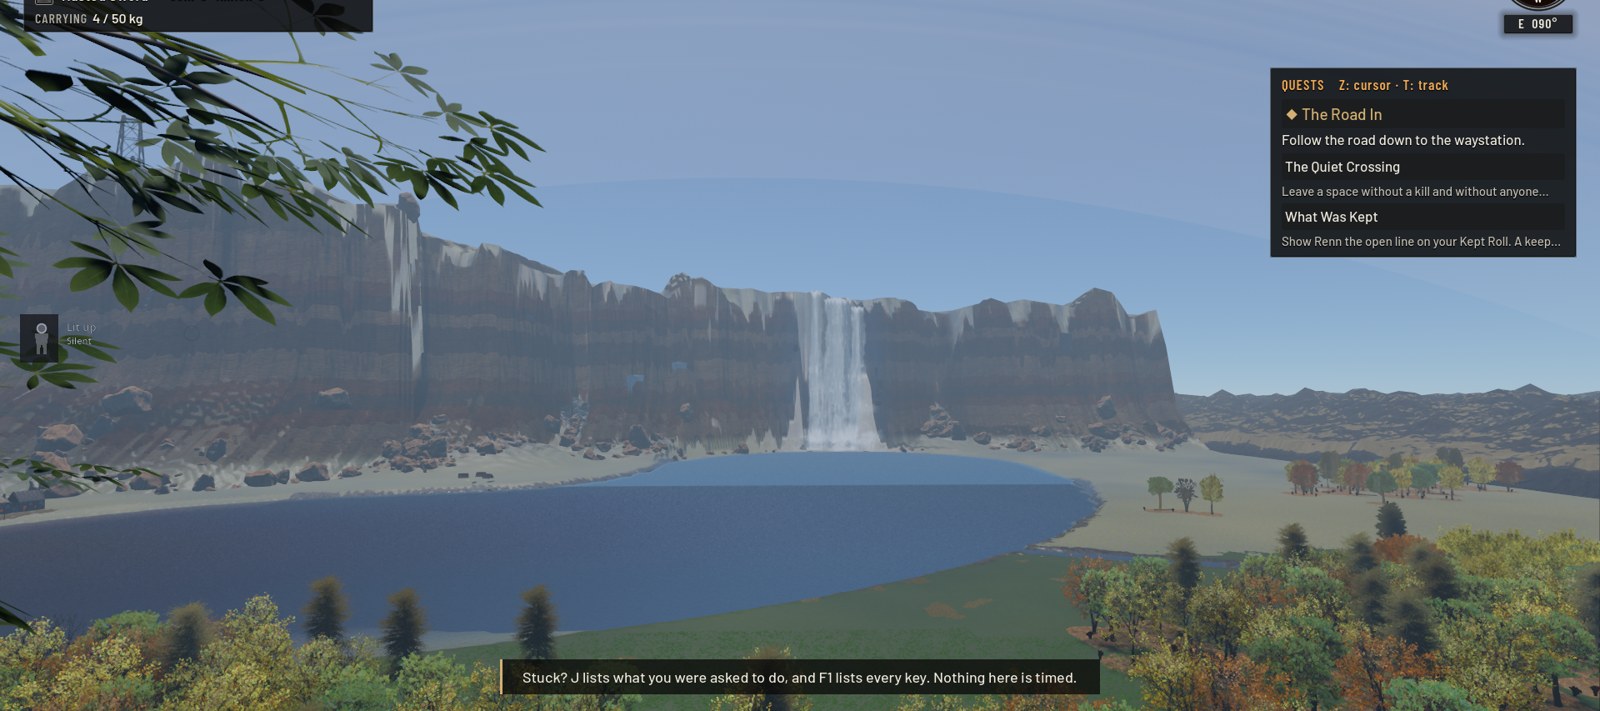 CARRYING 4 / 50 kg
E 090°
QUESTS Z: cursor · T: track
◆ The Road In
Follow the road down to the waystation.
The Quiet Crossing
Leave a space without a kill and without anyone...
What Was Kept
Show Renn the open line on your Kept Roll. A keep...
Lit up
Silent
Stuck? J lists what you were asked to do, and F1 lists every key. Nothing here is timed.